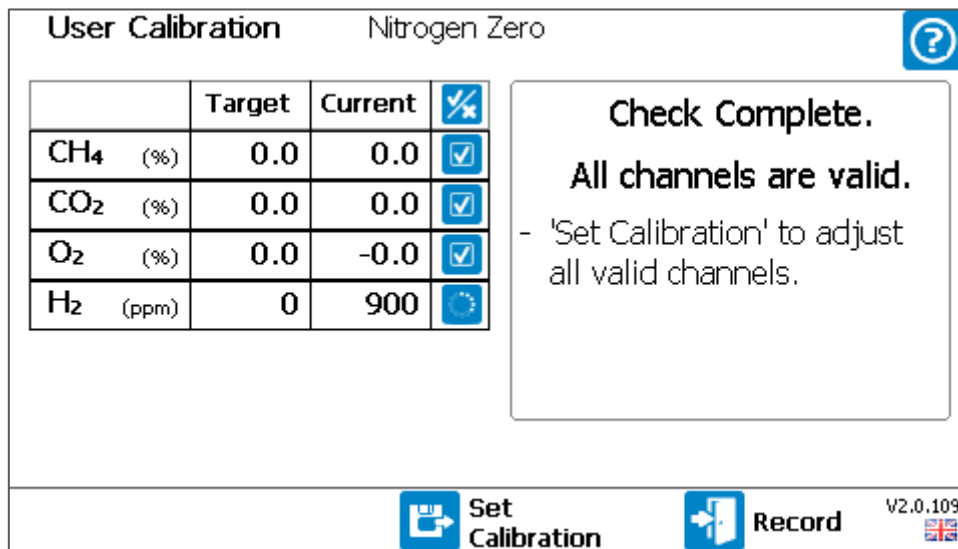 User Calibration Nitrogen Zero
?
Target Current
CH₄ (%) 0.0 0.0
CO₂ (%) 0.0 0.0
O₂ (%) 0.0 -0.0
H₂ (ppm) 0 900
Check Complete.
All channels are valid.
- 'Set Calibration' to adjust
all valid channels.
Set
Calibration
Record
V2.0.109